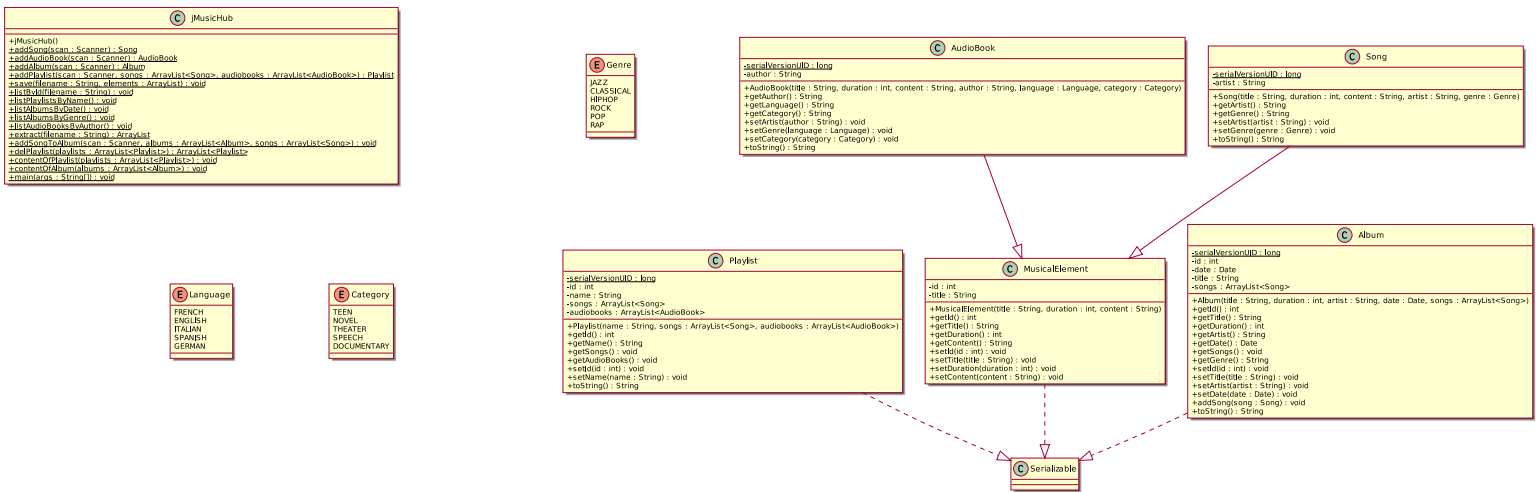 C jMusicHub
+jMusicHub()
+addSong(scan : Scanner) : Song
+addAudioBook(scan : Scanner) : AudioBook
+addAlbum(scan : Scanner) : Album
+addPlaylist(scan : Scanner, songs : ArrayList<Song>, audiobooks : ArrayList<AudioBook>) : Playlist
+save(filename : String, elements : ArrayList) : void
+listById(filename : String) : void
+listPlaylistsByName() : void
+listAlbumsByDate() : void
+listAlbumsByGenre() : void
+listAudioBooksByAuthor() : void
+extract(filename : String) : ArrayList
+addSongToAlbum(scan : Scanner, albums : ArrayList<Album>, songs : ArrayList<Song>) : void
+delPlaylist(playlists : ArrayList<Playlist>) : ArrayList<Playlist>
+contentOfPlaylist(playlists : ArrayList<Playlist>) : void
+contentOfAlbum(albums : ArrayList<Album>) : void
+main(args : String[]) : void
E Genre
JAZZ
CLASSICAL
HIPHOP
ROCK
POP
RAP
C AudioBook
-serialVersionUID : long
-author : String
+AudioBook(title : String, duration : int, content : String, author : String, language : Language, category : Category)
+getAuthor() : String
+getLanguage() : String
+getCategory() : String
+setArtist(author : String) : void
+setGenre(language : Language) : void
+setCategory(category : Category) : void
+toString() : String
C Song
-serialVersionUID : long
-artist : String
+Song(title : String, duration : int, content : String, artist : String, genre : Genre)
+getArtist() : String
+getGenre() : String
+setArtist(artist : String) : void
+setGenre(genre : Genre) : void
+toString() : String
E Language
FRENCH
ENGLISH
ITALIAN
SPANISH
GERMAN
E Category
TEEN
NOVEL
THEATER
SPEECH
DOCUMENTARY
C Playlist
-serialVersionUID : long
-id : int
-name : String
-songs : ArrayList<Song>
-audiobooks : ArrayList<AudioBook>
+Playlist(name : String, songs : ArrayList<Song>, audiobooks : ArrayList<AudioBook>)
+getId() : int
+getName() : String
+getSongs() : void
+getAudioBooks() : void
+setId(id : int) : void
+setName(name : String) : void
+toString() : String
C MusicalElement
-id : int
-title : String
+MusicalElement(title : String, duration : int, content : String)
+getId() : int
+getTitle() : String
+getDuration() : int
+getContent() : String
+setId(id : int) : void
+setTitle(title : String) : void
+setDuration(duration : int) : void
+setContent(content : String) : void
C Album
-serialVersionUID : long
-id : int
-date : Date
-title : String
-songs : ArrayList<Song>
+Album(title : String, duration : int, artist : String, date : Date, songs : ArrayList<Song>)
+getId() : int
+getTitle() : String
+getDuration() : int
+getArtist() : String
+getDate() : Date
+getSongs() : void
+getGenre() : String
+setId(id : int) : void
+setTitle(title : String) : void
+setArtist(artist : String) : void
+setDate(date : Date) : void
+addSong(song : Song) : void
+toString() : String
C Serializable